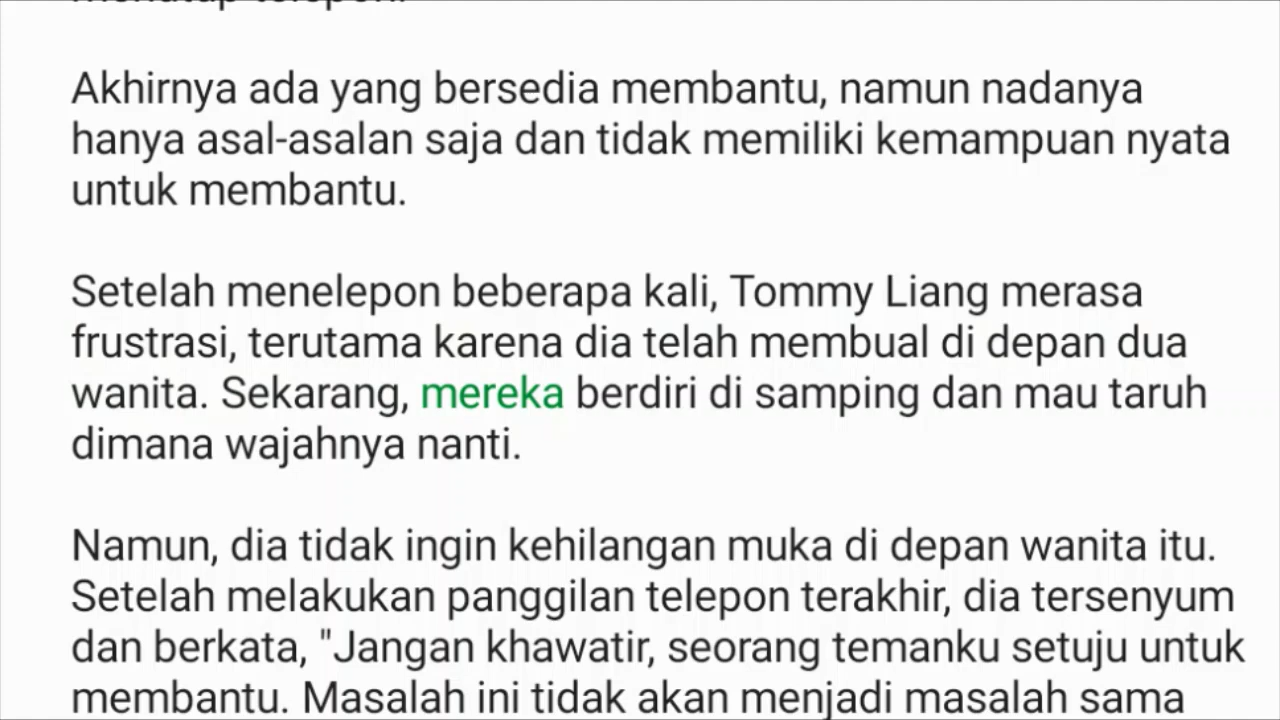 Akhirnya ada yang bersedia membantu, namun nadanya
hanya asal-asalan saja dan tidak memiliki kemampuan nyata
untuk membantu.
Setelah menelepon beberapa kali, Tommy Liang merasa
frustrasi, terutama karena dia telah membual di depan dua
wanita. Sekarang, mereka berdiri di samping dan mau taruh
dimana wajahnya nanti.
Namun, dia tidak ingin kehilangan muka di depan wanita itu.
Setelah melakukan panggilan telepon terakhir, dia tersenyum
dan berkata, "Jangan khawatir, seorang temanku setuju untuk
membantu. Masalah ini tidak akan menjadi masalah sama